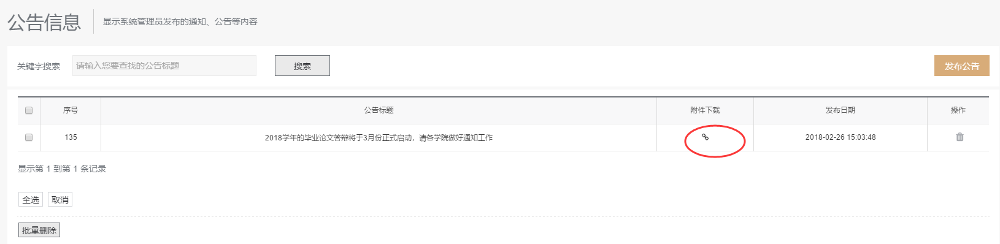 公告信息 显示系统管理员发布的通知、公告等内容
关键字搜索 请输入您要查找的公告标题 搜索 发布公告
序号 公告标题 附件下载 发布日期 操作
135 2018学年的毕业论文答辩将于3月份正式启动，请各学院做好通知工作 2018-02-26 15:03:48
显示第 1 到第 1 条记录
全选 取消
批量删除